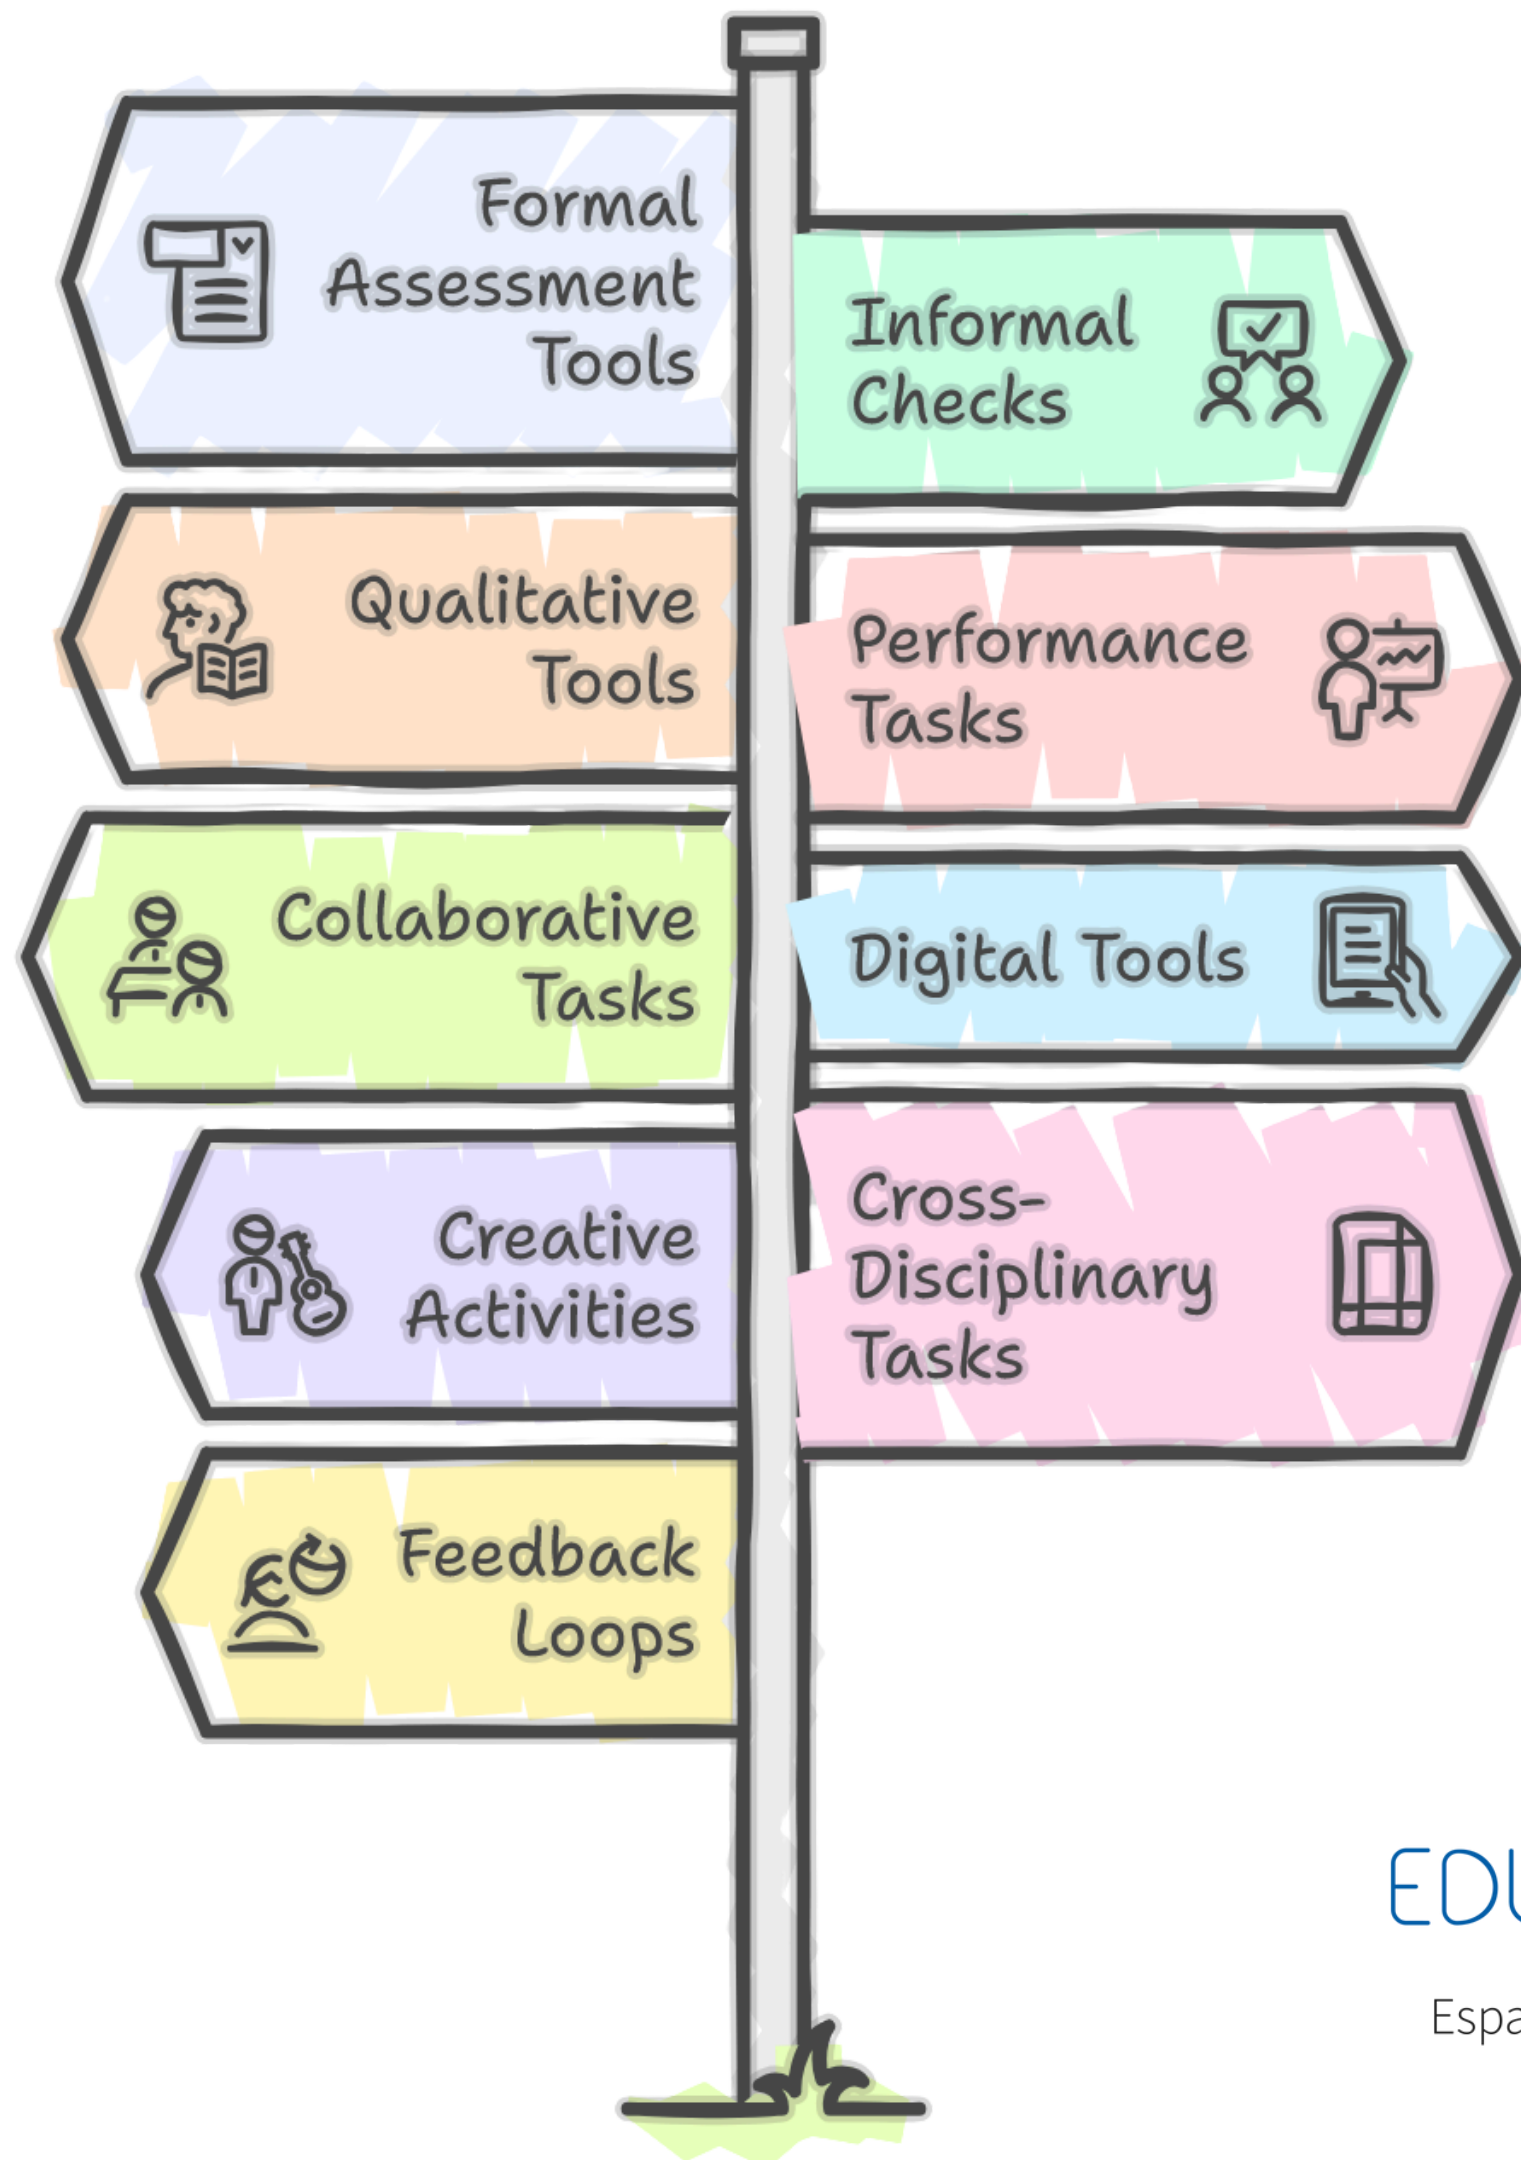 Formal
Assessment
Tools
Informal
Checks
Qualitative
Tools
Performance
Tasks
Collaborative
Tasks
Digital Tools
Creative
Activities
Cross-
Disciplinary
Tasks
Feedback
Loops